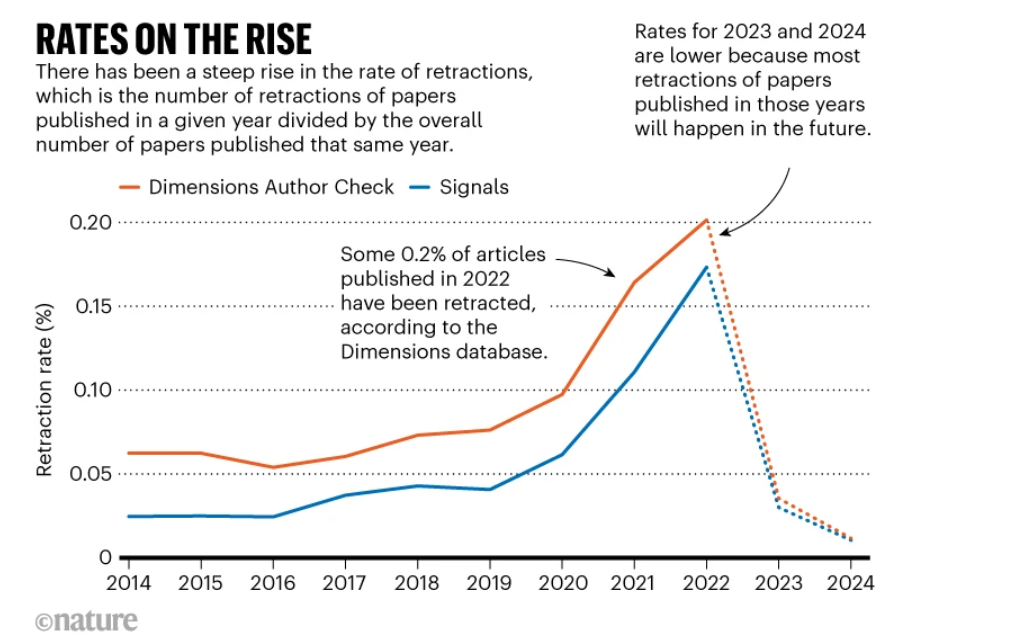 RATES ON THE RISE
There has been a steep rise in the rate of retractions,
which is the number of retractions of papers
published in a given year divided by the overall
number of papers published that same year.
Rates for 2023 and 2024
are lower because most
retractions of papers
published in those years
will happen in the future.
Dimensions Author Check Signals
0.20
Some 0.2% of articles
published in 2022
have been retracted,
according to the
Dimensions database.
0.15
0.10
0.05
0
Retraction rate (%)
2014 2015 2016 2017 2018 2019 2020 2021 2022 2023 2024
©nature